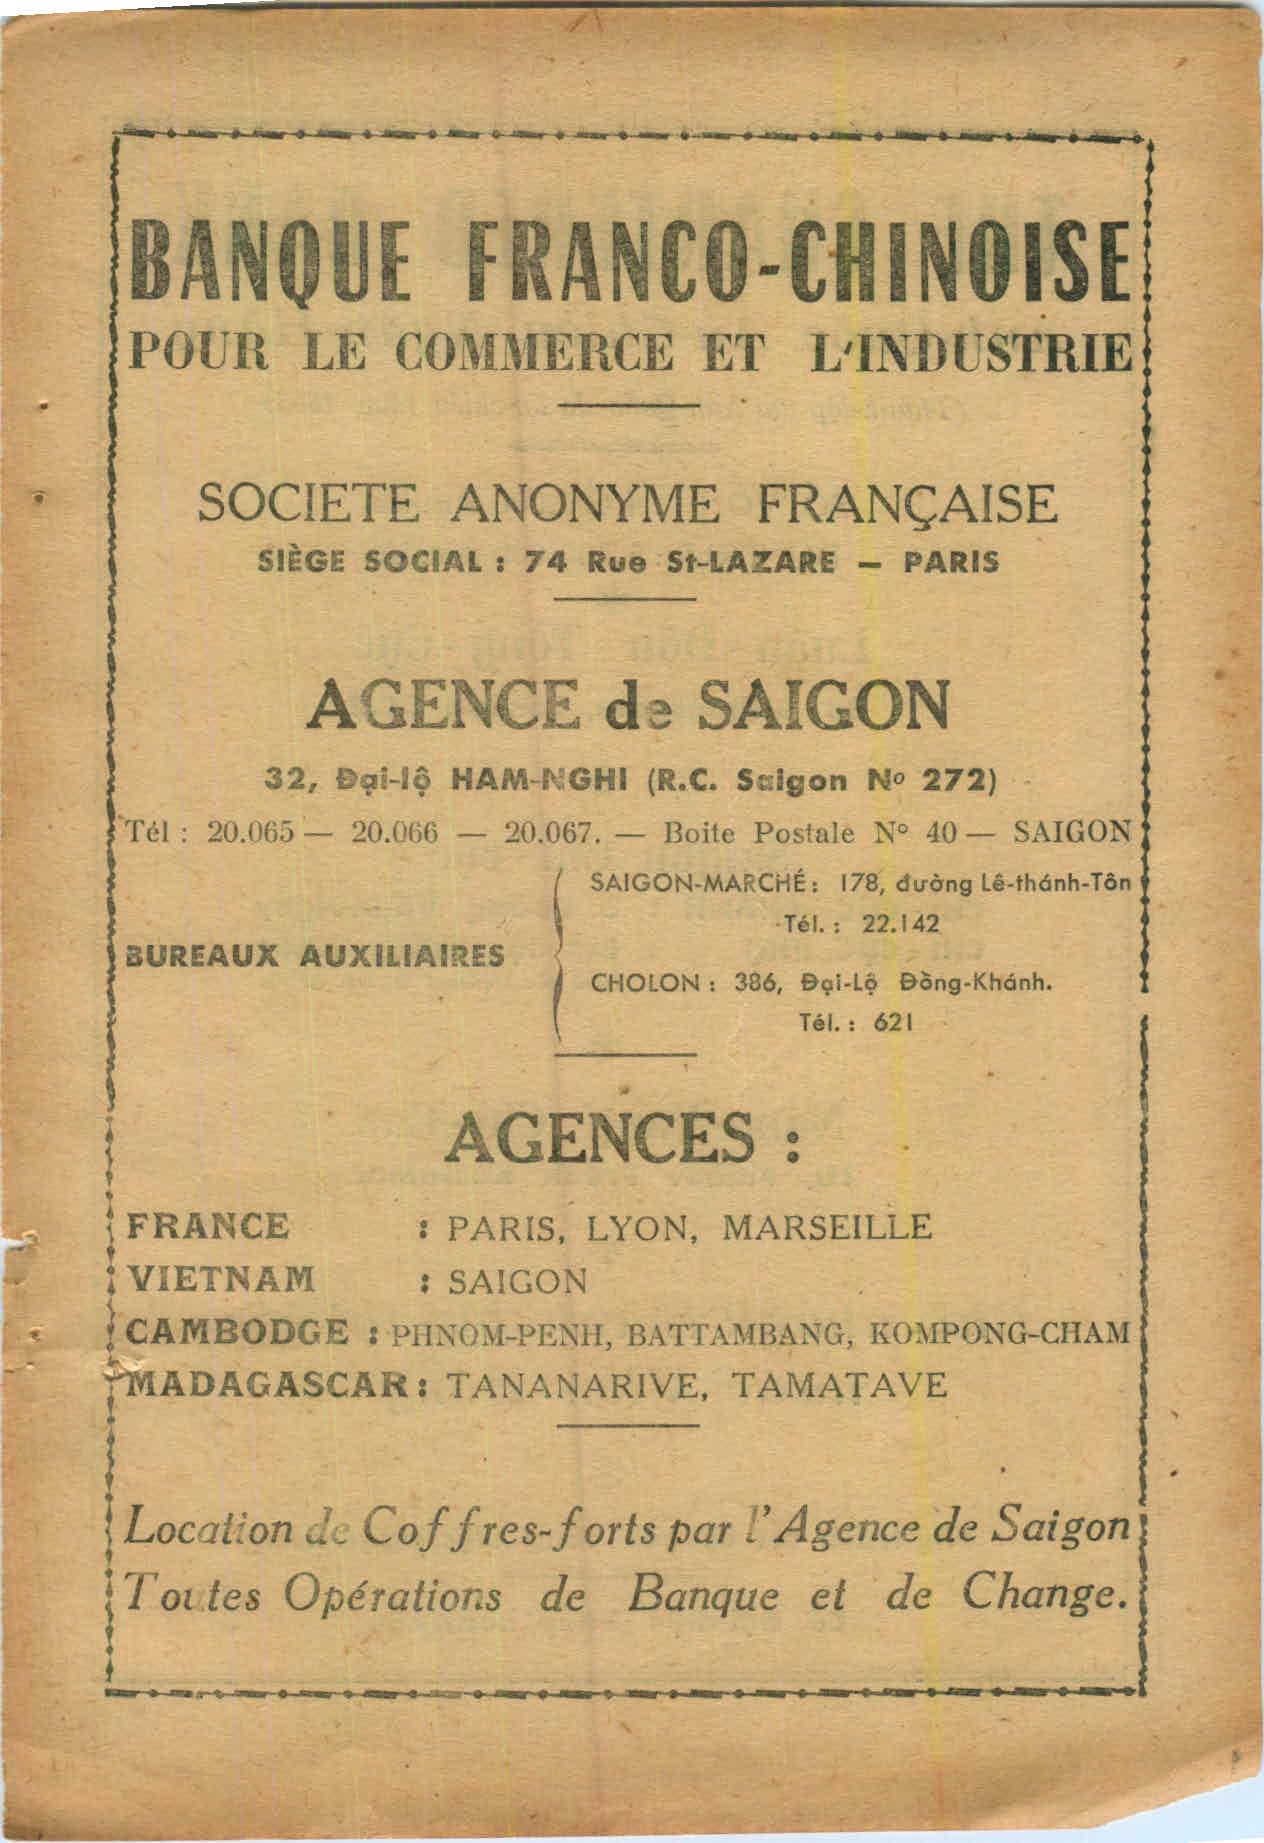 BANQUE FRANCO-CHINOISE
POUR LE COMMERCE ET L'INDUSTRIE
SOCIETE ANONYME FRANÇAISE
SIÈGE SOCIAL : 74 Rue St-LAZARE — PARIS
AGENCE de SAIGON
32, Đại-lộ HAM-NGHI (R.C. Saigon Nº 272)
Tél : 20.065 — 20.066 — 20.067. — Boite Postale Nº 40 — SAIGON
BUREAUX AUXILIAIRES
SAIGON-MARCHÉ : 178, đường Lê-thánh-Tôn
Tél. : 22.142
CHOLON : 386, Đại-Lộ Đồng-Khánh.
Tél. : 621
AGENCES :
FRANCE : PARIS, LYON, MARSEILLE
VIETNAM : SAIGON
CAMBODGE : PHNOM-PENH, BATTAMBANG, KOMPONG-CHAM
MADAGASCAR : TANANARIVE, TAMATAVE
Location de Coffres-forts par l'Agence de Saigon
Toutes Opérations de Banque et de Change.